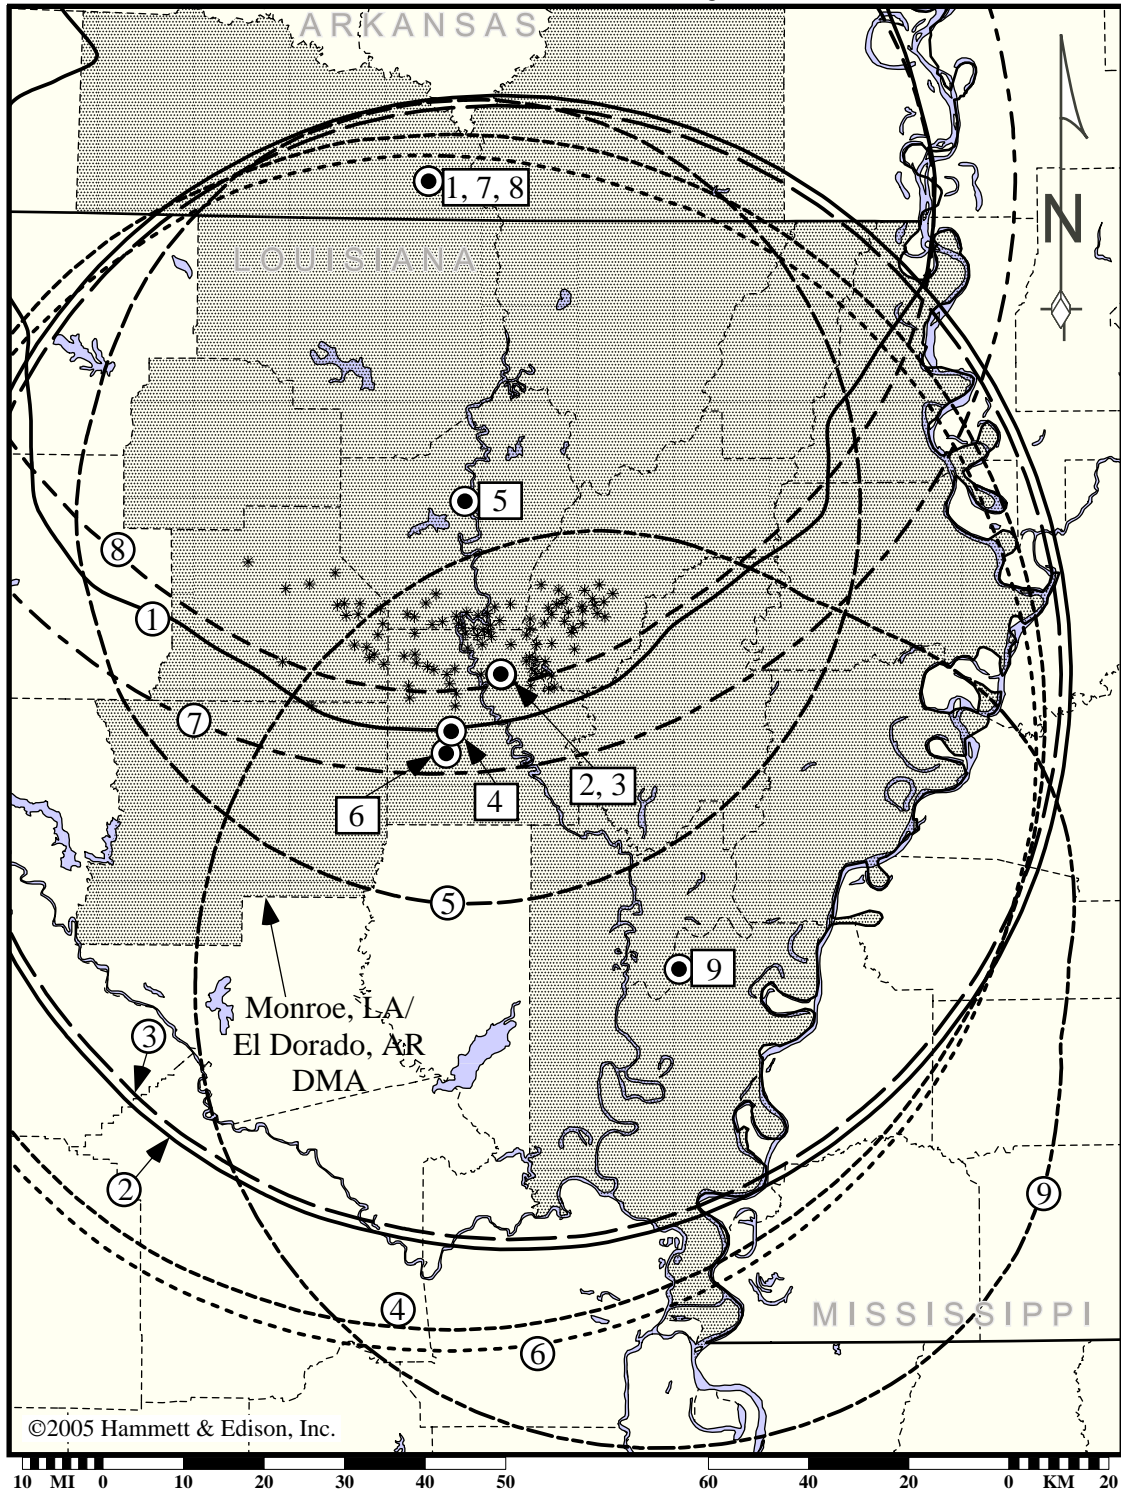 ARKANSAS
1, 7, 8
N
LOUISIANA
5
8
1
7
2, 3
4
6
5
9
Monroe, LA/
El Dorado, AR
DMA
3
2
9
4
MISSISSIPPI
6
©2005 Hammett & Edison, Inc.
10 MI 0 10 20 30 40 50 60 40 20 0 KM 20